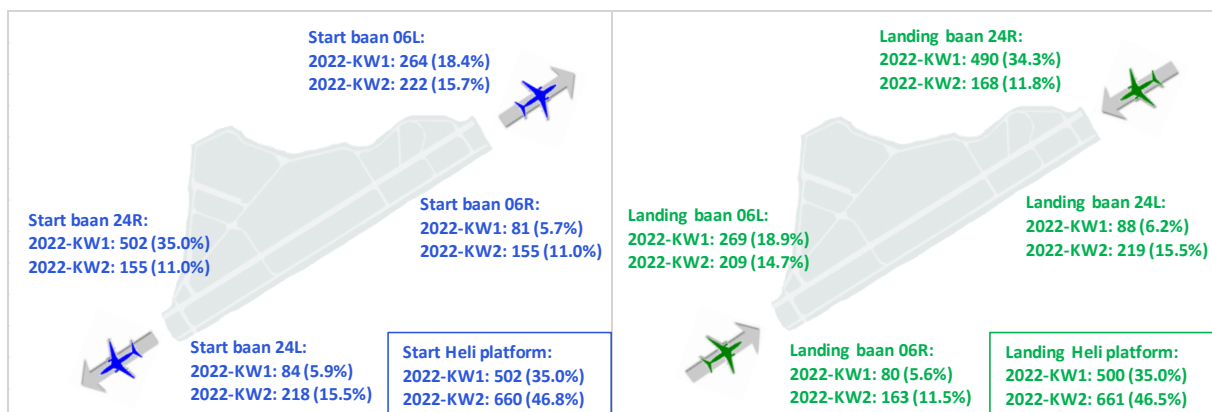 Start baan 06L:
2022-KW1: 264 (18.4%)
2022-KW2: 222 (15.7%)
Start baan 24R:
2022-KW1: 502 (35.0%)
2022-KW2: 155 (11.0%)
Start baan 06R:
2022-KW1: 81 (5.7%)
2022-KW2: 155 (11.0%)
Start baan 24L:
2022-KW1: 84 (5.9%)
2022-KW2: 218 (15.5%)
Start Heli platform:
2022-KW1: 502 (35.0%)
2022-KW2: 660 (46.8%)
Landing baan 24R:
2022-KW1: 490 (34.3%)
2022-KW2: 168 (11.8%)
Landing baan 06L:
2022-KW1: 269 (18.9%)
2022-KW2: 209 (14.7%)
Landing baan 24L:
2022-KW1: 88 (6.2%)
2022-KW2: 219 (15.5%)
Landing baan 06R:
2022-KW1: 80 (5.6%)
2022-KW2: 163 (11.5%)
Landing Heli platform:
2022-KW1: 500 (35.0%)
2022-KW2: 661 (46.5%)